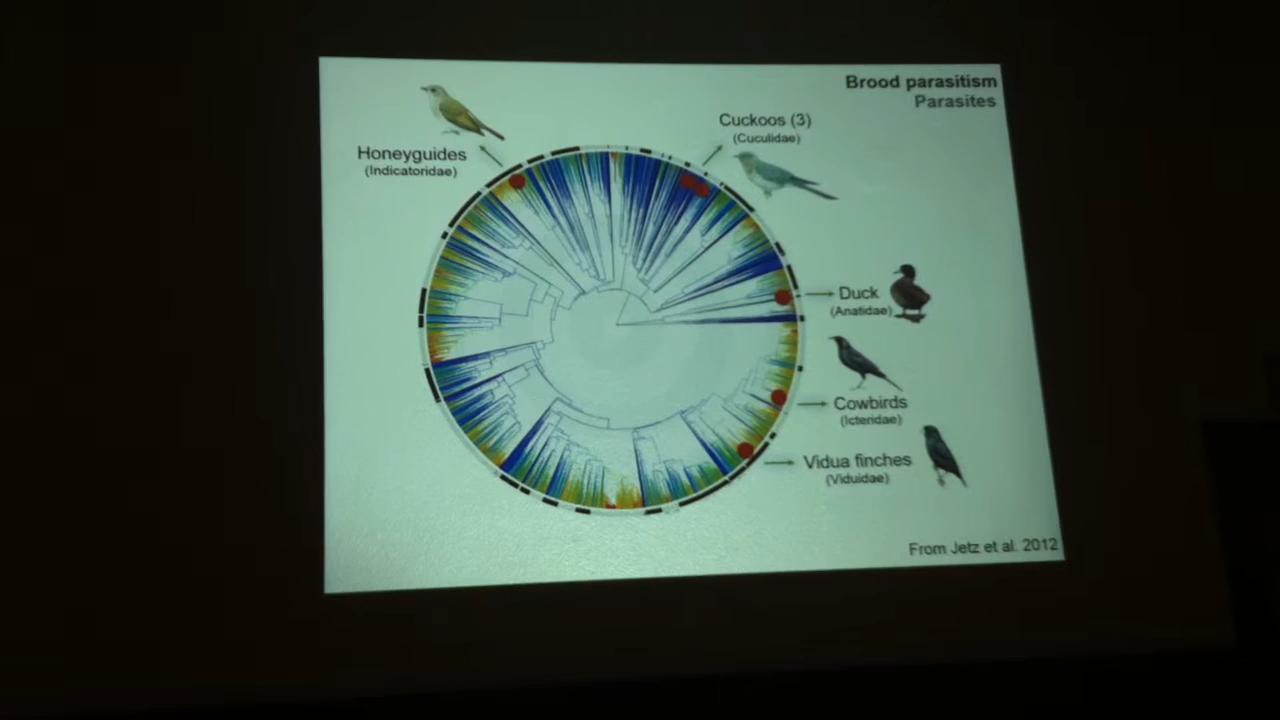 Brood parasitism
Parasites
Cuckoos (3)
(Cuculidae)
Honeyguides
(Indicatoridae)
Duck
(Anatidae)
Cowbirds
(Icteridae)
Vidua finches
(Viduidae)
From Jetz et al. 2012